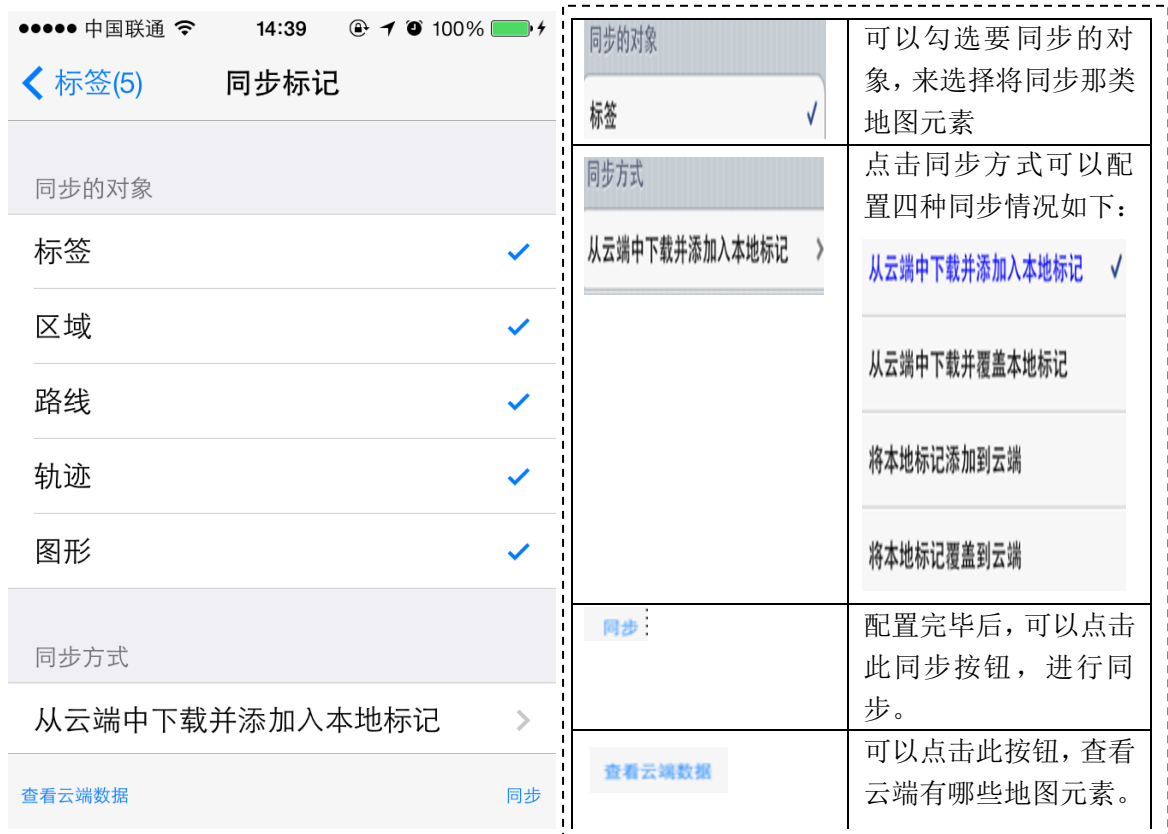 中国联通 14:39 100%
标签(5) 同步标记
同步的对象
标签
区域
路线
轨迹
图形
同步方式
从云端中下载并添加入本地标记
查看云端数据 同步
同步的对象
标签
可以勾选要同步的对
象，来选择将同步那类
地图元素
同步方式
从云端中下载并添加入本地标记
点击同步方式可以配
置四种同步情况如下：
从云端中下载并添加入本地标记
从云端中下载并覆盖本地标记
将本地标记添加到云端
将本地标记覆盖到云端
同步
配置完毕后，可以点击
此同步按钮，进行同
步。
查看云端数据
可以点击此按钮，查看
云端有哪些地图元素。